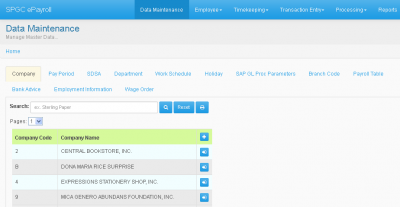 SPGC ePayroll Data Maintenance Employee Timekeeping Transaction Entries Processing Reports
Data Maintenance
Manage Master Data.
Home
Company Pay Period SDSA Department Work Schedule Holiday SAP GL Proc Parameters Branch Code Payroll Table
Bank Advice Employment Information Wage Order
Search: ex: Sterling Paper Reset
Pages: 1
Company Code Company Name
2 CENTRAL BOOKSTORE, INC.
B DONA MARIA RICE SURPRISE
4 EXPRESSIONS STATIONERY SHOP, INC.
9 MICA GENERO ABUNDANS FOUNDATION, INC.